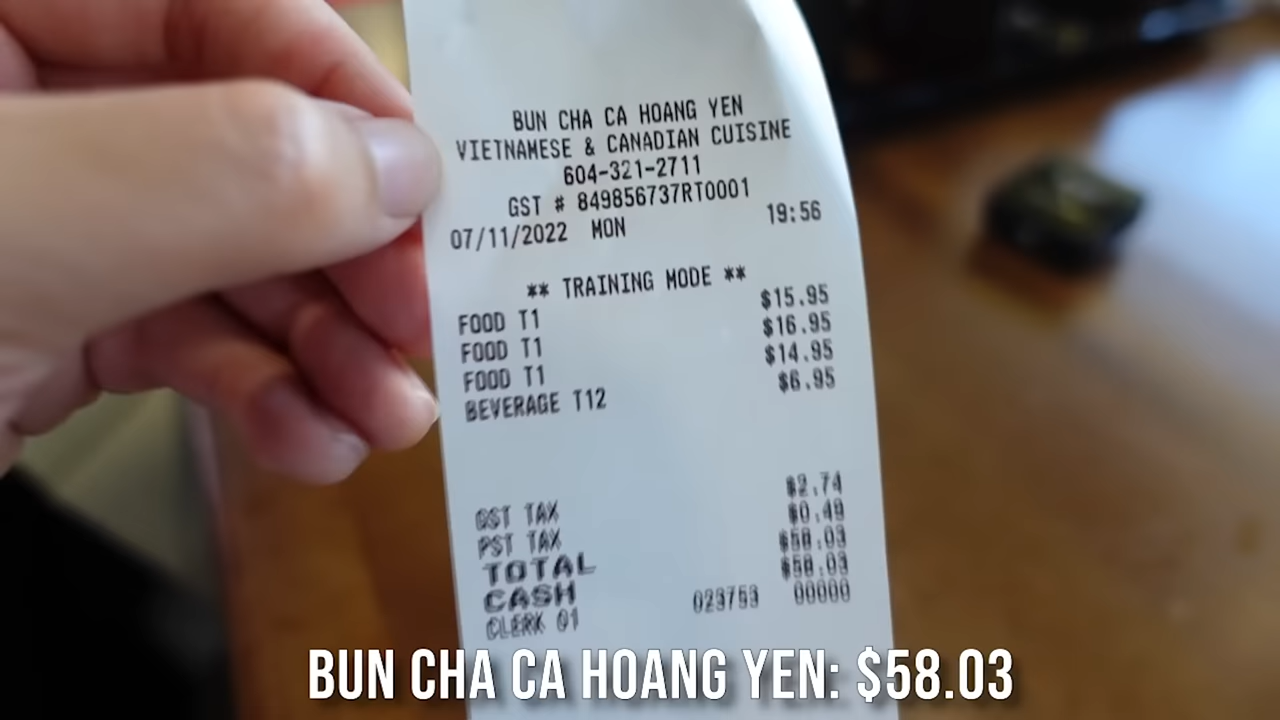 BUN CHA CA HOANG YEN
VIETNAMESE & CANADIAN CUISINE
604-321-2711
GST # 849856737RT0001
07/11/2022 MON 19:56
** TRAINING MODE **
FOOD T1 $15.95
FOOD T1 $16.95
FOOD T1 $14.95
BEVERAGE T12 $6.95
GST TAX $2.74
PST TAX $0.49
TOTAL $58.03
CASH $58.03
CLERK 01 023753 00000
BUN CHA CA HOANG YEN: $58.03